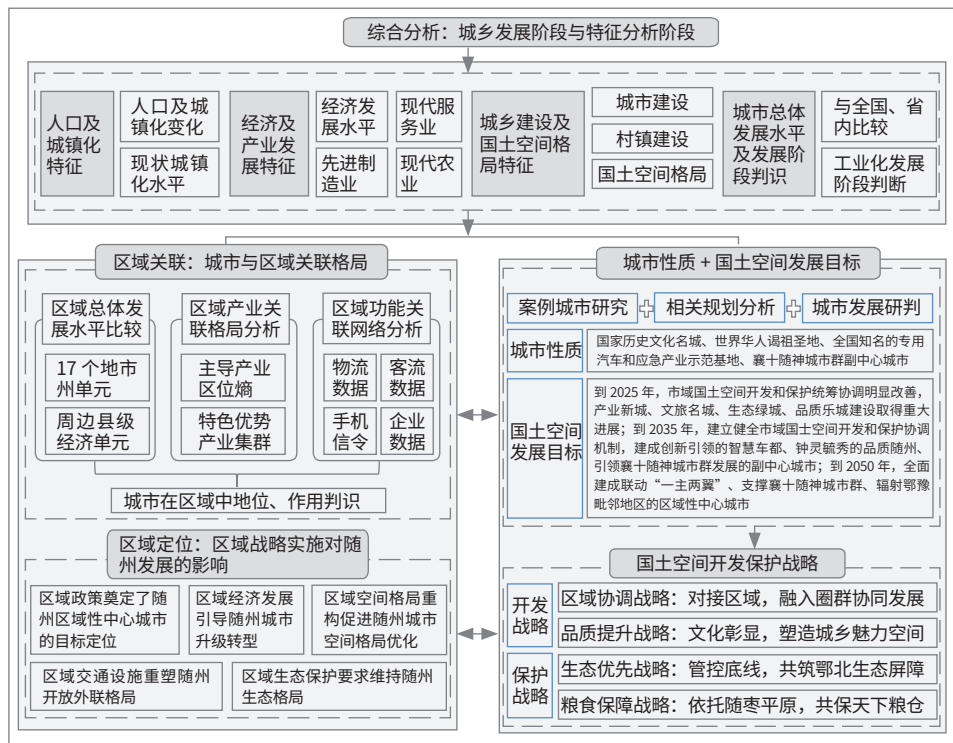 综合分析：城乡发展阶段与特征分析阶段
人口及
城镇化
特征
人口及城
镇化变化
现状城镇
化水平
经济及
产业发
展特征
经济发
展水平
现代服
务业
先进制
造业
现代农
业
城乡建设及
国土空间格
局特征
城市建设
村镇建设
国土空间格局
城市总体
发展水平
及发展阶
段判识
与全国、省
内比较
工业化发展
阶段判断
区域关联：城市与区域关联格局
区域总体发
展水平比较
17 个地市
州单元
周边县级
经济单元
区域产业关
联格局分析
主导产业
区位熵
特色优势
产业集群
区域功能关
联网络分析
物流
数据
客流
数据
手机
信令
企业
数据
城市在区域中地位、作用判识
区域定位：区域战略实施对随
州发展的影响
区域政策奠定了随
州区域性中心城市
的目标定位
区域经济发展
引导随州城市
升级转型
区域空间格局重
构促进随州城市
空间格局优化
区域交通设施重塑随州
开放外联格局
区域生态保护要求维持随州
生态格局
城市性质 + 国土空间发展目标
案例城市研究
相关规划分析
城市发展研判
城市性质
国家历史文化名城、世界华人谒祖圣地、全国知名的专用
汽车和应急产业示范基地、襄十随神城市群副中心城市
国土空间
发展目标
到 2025 年，市域国土空间开发和保护统筹协调明显改善，
产业新城、文旅名城、生态绿城、品质乐城建设取得重大
进展；到 2035 年，建立健全市域国土空间开发和保护协调
机制，建成创新引领的智慧车都、钟灵毓秀的品质随州、
引领襄十随神城市群发展的副中心城市；到 2050 年，全面
建成联动“一主两翼”、支撑襄十随神城市群、辐射鄂豫
毗邻地区的区域性中心城市
国土空间开发保护战略
开发
战略
区域协调战略：对接区域，融入圈群协同发展
品质提升战略：文化彰显，塑造城乡魅力空间
保护
战略
生态优先战略：管控底线，共筑鄂北生态屏障
粮食保障战略：依托随枣平原，共保天下粮仓